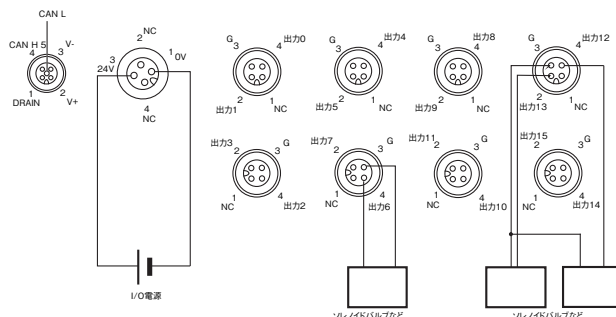 CAN L
CAN H 5
4
3
V-
1
DRAIN
2
V+
NC
2
3
24V
1
0V
4
NC
G
3
出力0
4
出力1
2
1
NC
G
3
出力4
4
出力5
2
1
NC
G
3
出力8
4
出力9
2
1
NC
G
3
出力12
4
出力13
2
1
NC
出力3
2
G
3
NC
1
4
出力2
出力7
2
G
3
NC
1
4
出力6
出力11
2
G
3
NC
1
4
出力10
出力15
2
G
3
NC
1
4
出力14
I/O電源
ソレノイドバルブなど
ソレノイドバルブなど